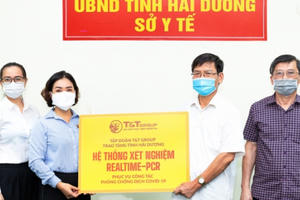 UBND TỈNH HẢI DƯƠNG
SỞ Y TẾ
T&T GROUP
TẬP ĐOÀN T&T GROUP
TRAO TẶNG TỈNH HẢI DƯƠNG
HỆ THỐNG XÉT NGHIỆM
REALTIME-PCR
PHỤC VỤ CÔNG TÁC
PHÒNG CHỐNG DỊCH COVID-19